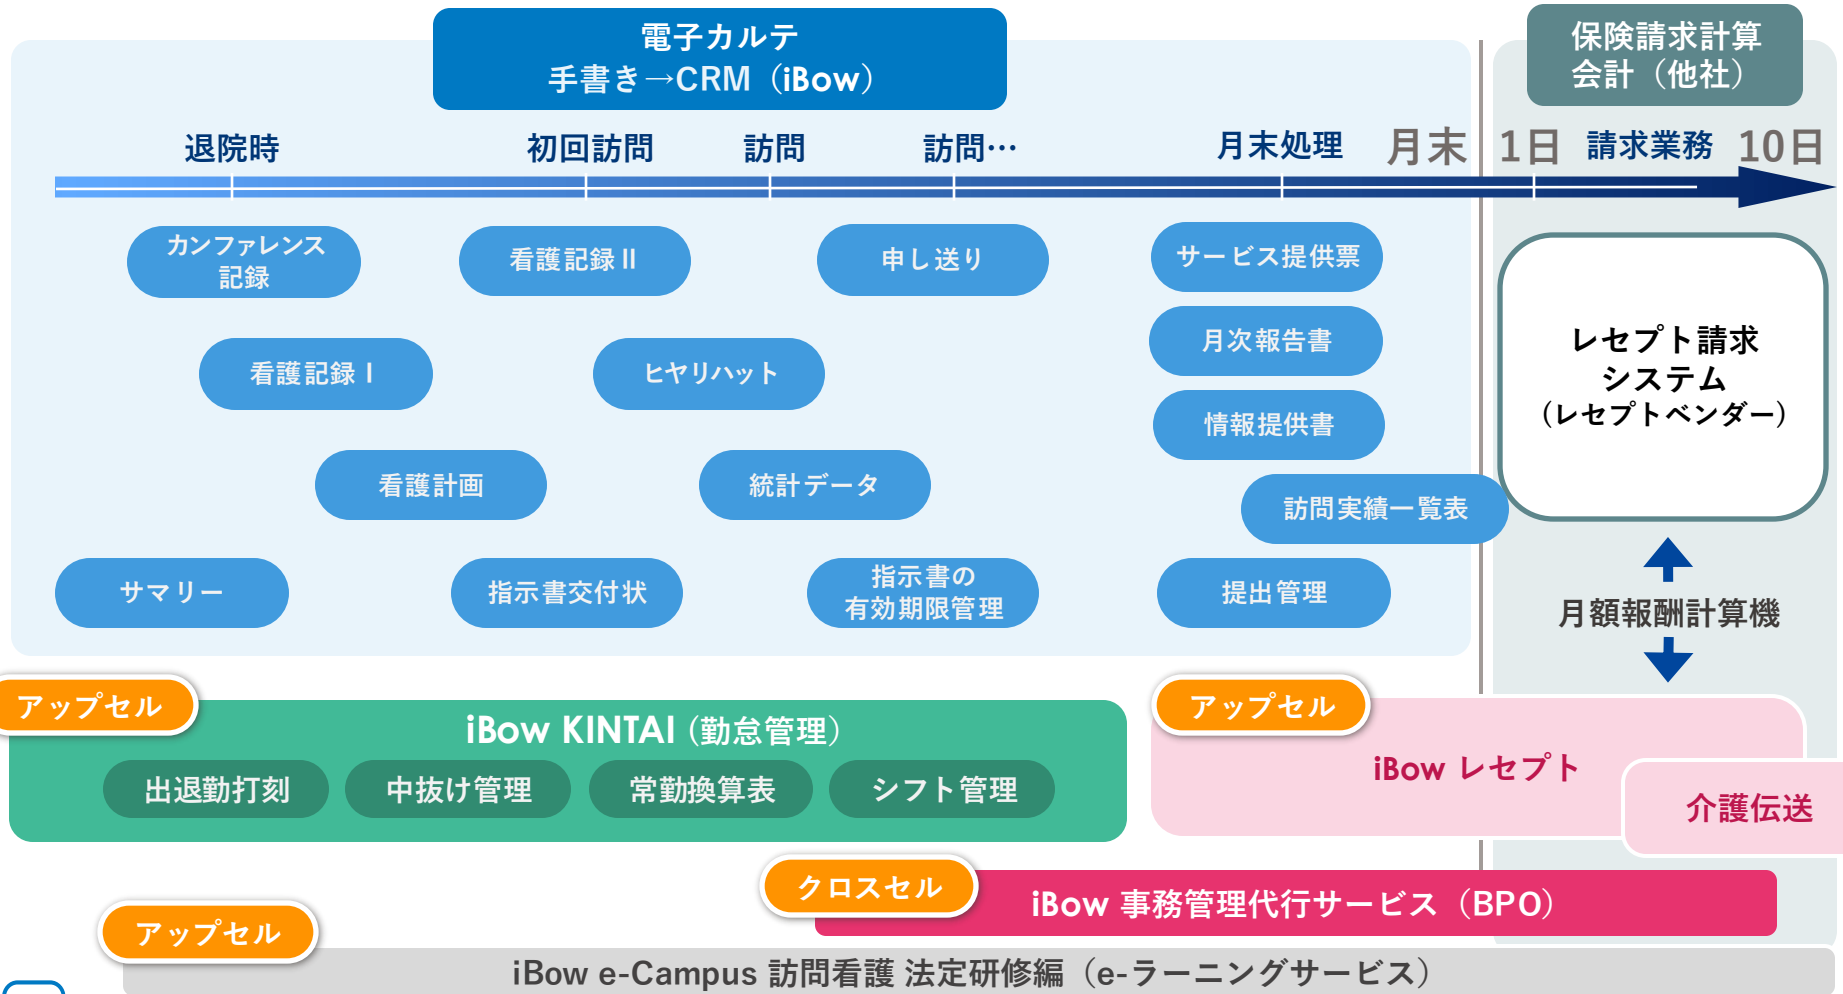 電子カルテ
手書き→CRM（iBow）
保険請求計算
会計（他社）
退院時
初回訪問
訪問
訪問…
月末処理
月末
1日
請求業務
10日
カンファレンス
記録
看護記録Ⅱ
申し送り
サービス提供票
看護記録Ⅰ
ヒヤリハット
月次報告書
情報提供書
レセプト請求
システム
（レセプトベンダー）
看護計画
統計データ
訪問実績一覧表
サマリー
指示書交付状
指示書の
有効期限管理
提出管理
月額報酬計算機
アップセル
iBow KINTAI（勤怠管理）
出退勤打刻
中抜け管理
常勤換算表
シフト管理
アップセル
iBow レセプト
介護伝送
クロスセル
iBow 事務管理代行サービス（BPO）
アップセル
iBow e-Campus 訪問看護 法定研修編（e-ラーニングサービス）